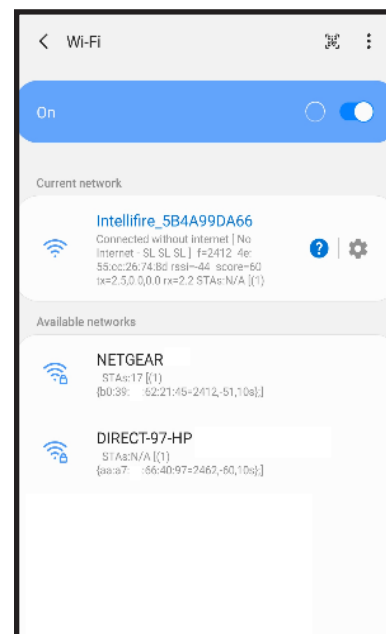 Wi-Fi
On
Current network
Intellifire_5B4A99DA66
Connected without internet | No
Internet - SL SL SL ] f=2412 4e:
55:cc:26:74:8d rssi=-44 score=60
tx=2.5,0.0,0.0 rx=2.2 STAs:N/A [(1)
Available networks
NETGEAR
STAs:17 [(1)
{b0:39: :62:21:45=2412,-51,10s};]
DIRECT-97-HP
STAs:N/A [(1)
{aa:a7: :66:40:97=2462,-60,10s};]